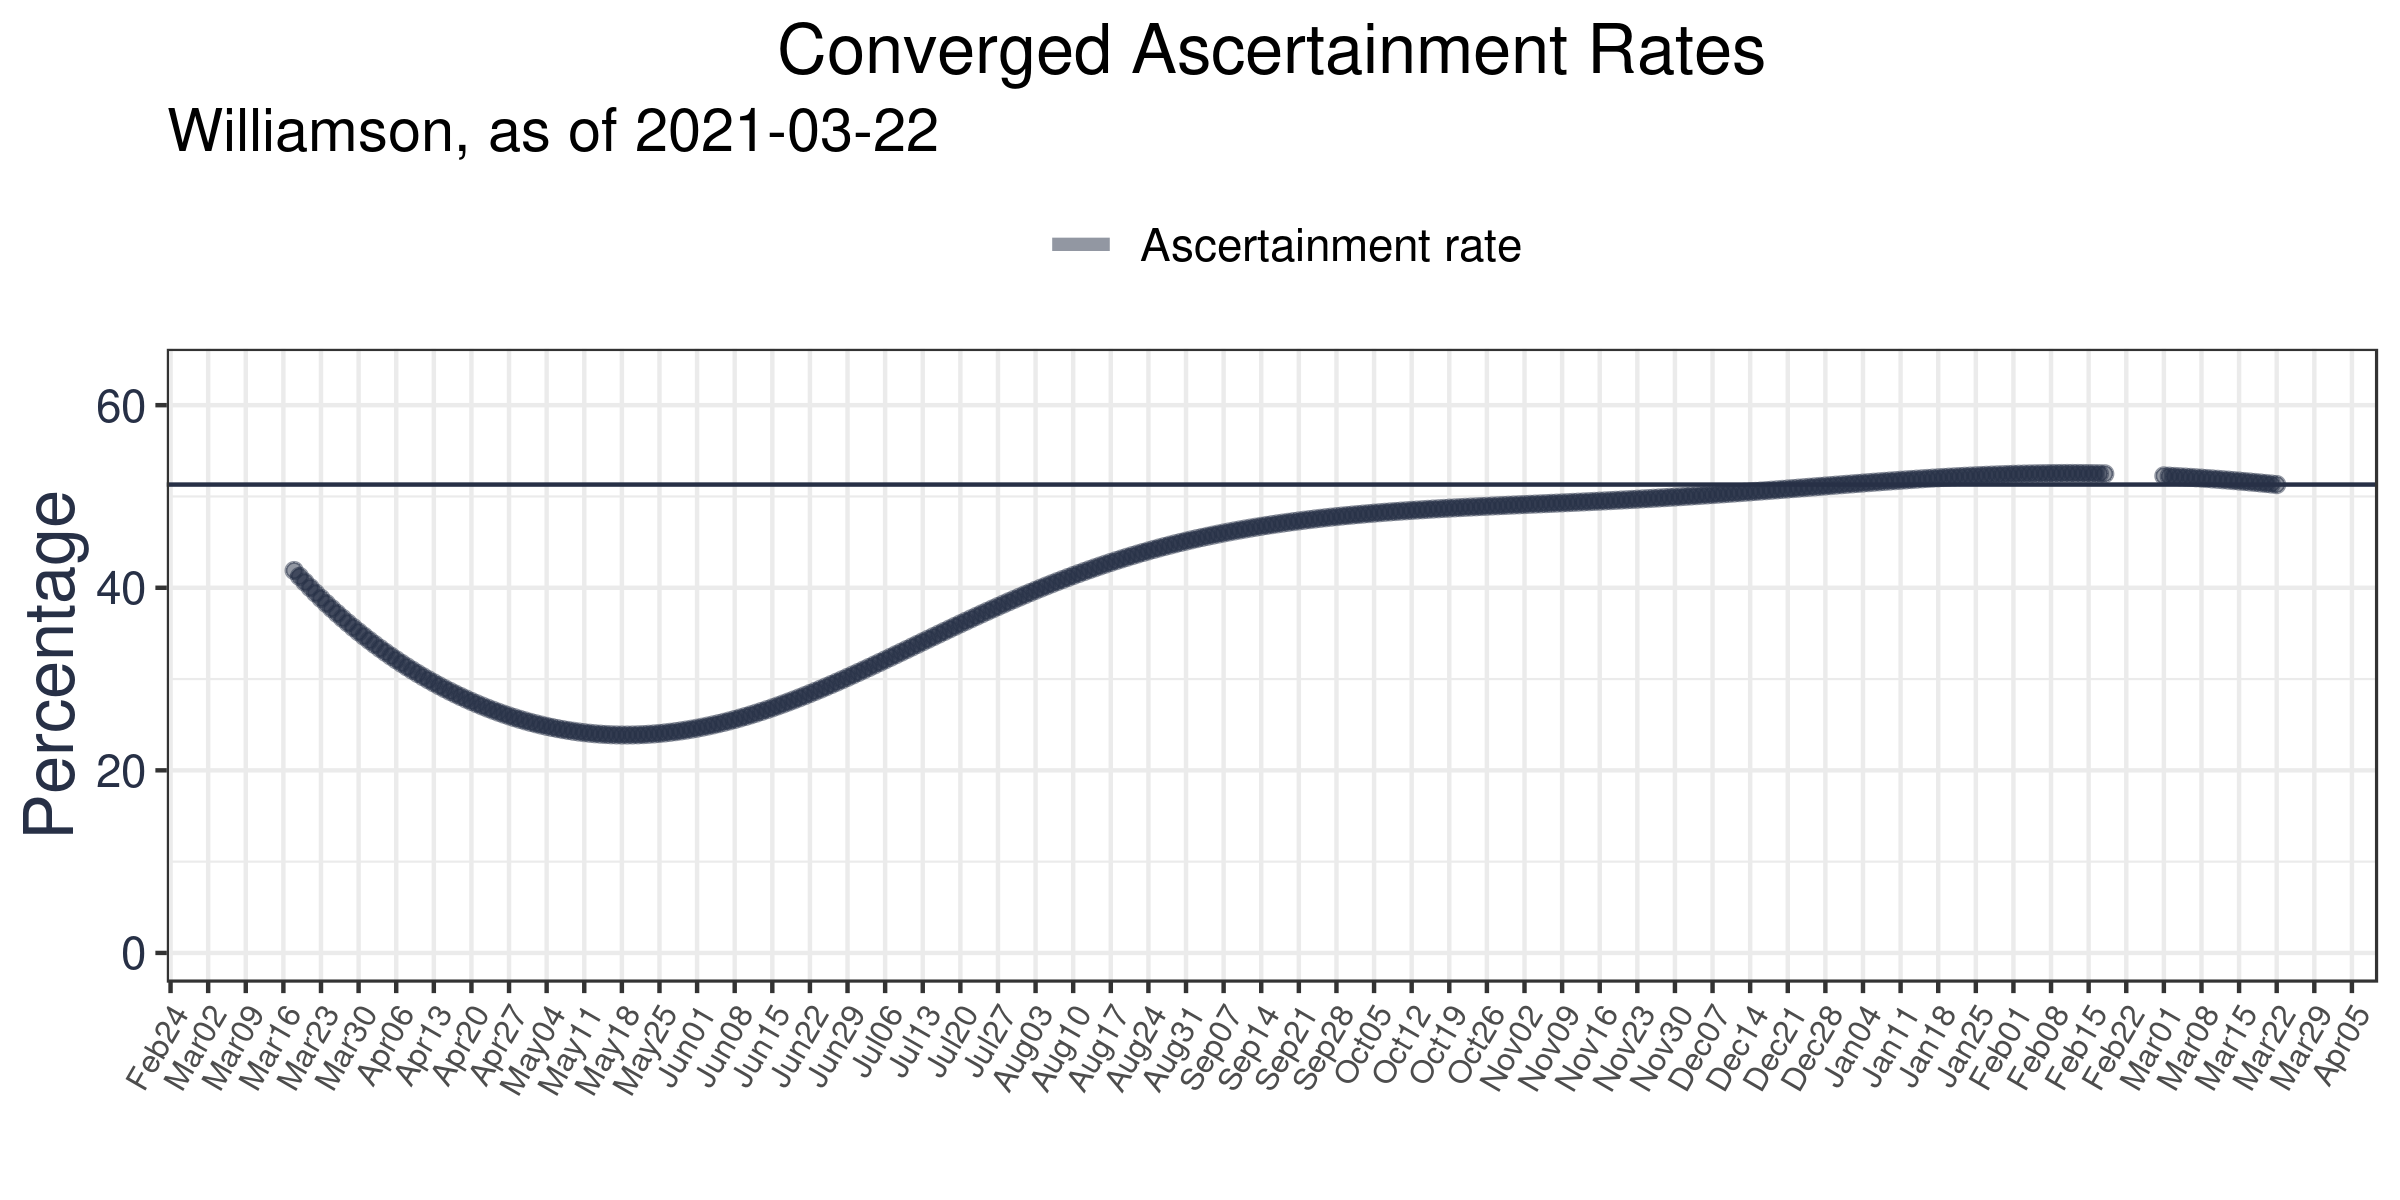 Converged Ascertainment Rates
Williamson, as of 2021-03-22
Ascertainment rate
Percentage
60
40
20
0
Feb24
Mar02
Mar09
Mar16
Mar23
Mar30
Apr06
Apr13
Apr20
Apr27
May04
May11
May18
May25
Jun01
Jun08
Jun15
Jun22
Jun29
Jul06
Jul13
Jul20
Jul27
Aug03
Aug10
Aug17
Aug24
Aug31
Sep07
Sep14
Sep21
Sep28
Oct05
Oct12
Oct19
Oct26
Nov02
Nov09
Nov16
Nov23
Nov30
Dec07
Dec14
Dec21
Dec28
Jan04
Jan11
Jan18
Jan25
Feb01
Feb08
Feb15
Feb22
Mar01
Mar08
Mar15
Mar22
Mar29
Apr05